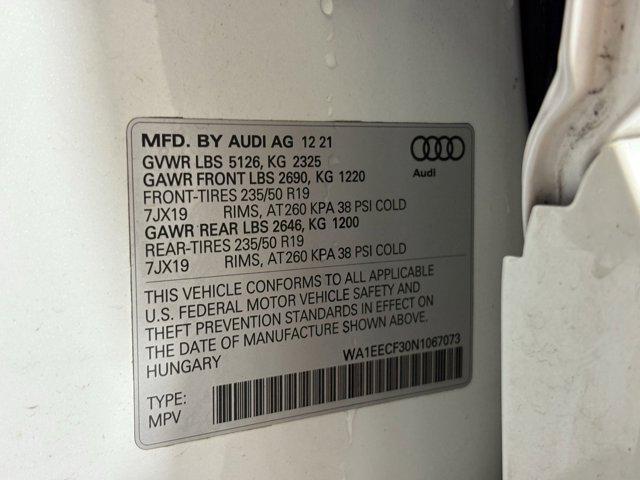 MFD. BY AUDI AG 12 21
GVWR LBS 5126, KG 2325
GAWR FRONT LBS 2690, KG 1220
FRONT-TIRES 235/50 R19
7JX19 RIMS, AT260 KPA 38 PSI COLD
GAWR REAR LBS 2646, KG 1200
REAR-TIRES 235/50 R19
7JX19 RIMS, AT260 KPA 38 PSI COLD
Audi
THIS VEHICLE CONFORMS TO ALL APPLICABLE
U.S. FEDERAL MOTOR VEHICLE SAFETY AND
THEFT PREVENTION STANDARDS IN EFFECT ON
THE DATE OF MANUFACTURE SHOWN ABOVE.
HUNGARY
WA1EECF30N1067073
TYPE:
MPV